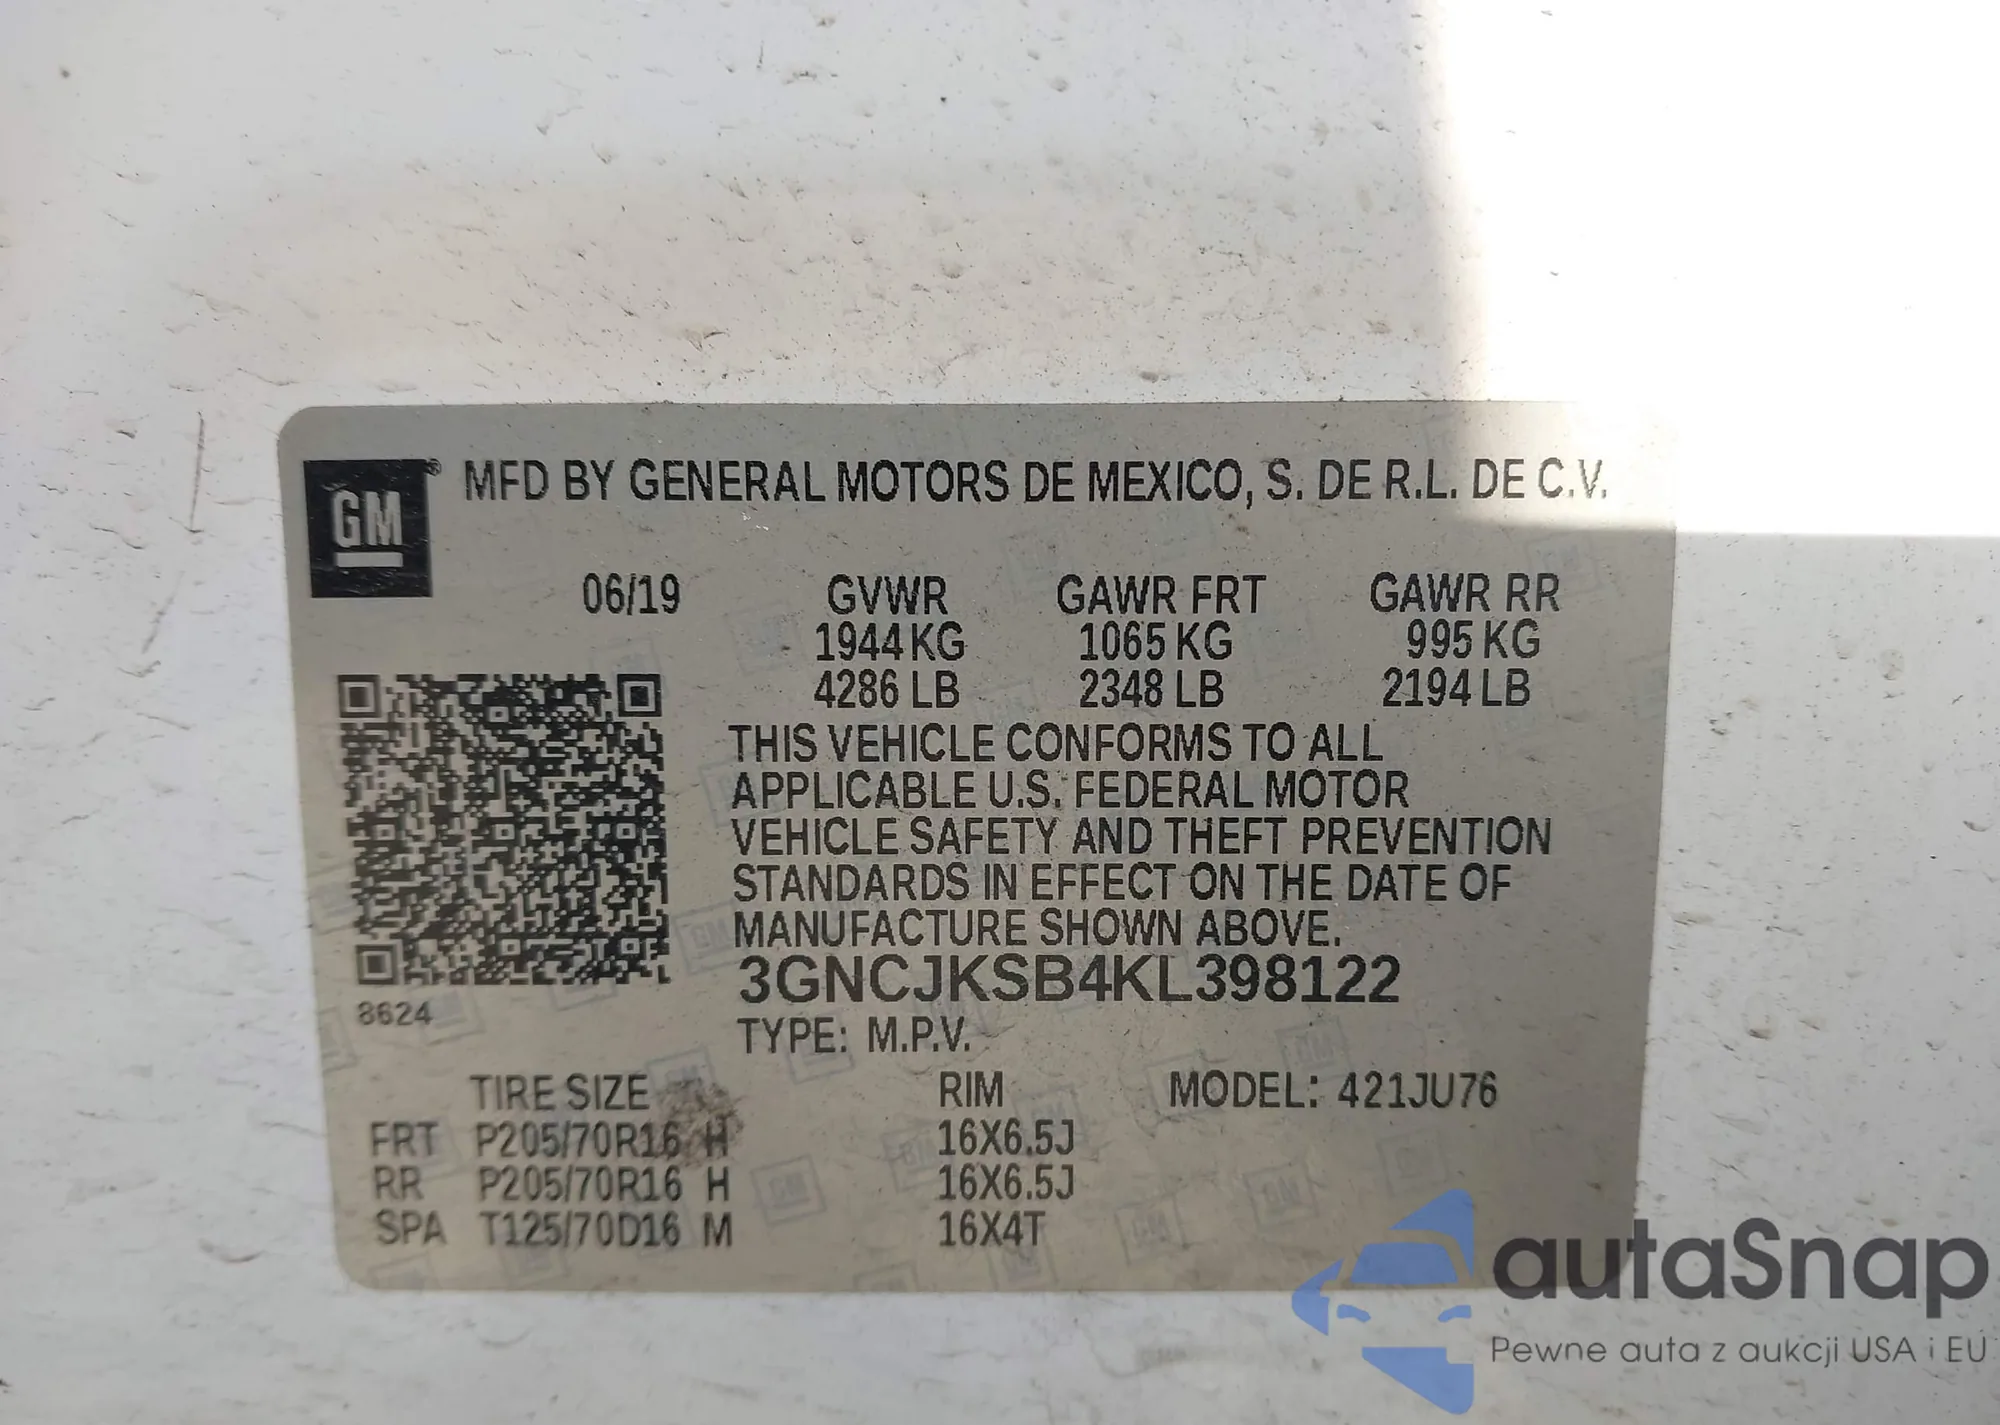 GM ® MFD BY GENERAL MOTORS DE MEXICO, S. DE R.L. DE C.V.
06/19 GVWR GAWR FRT GAWR RR
1944 KG 1065 KG 995 KG
4286 LB 2348 LB 2194 LB
THIS VEHICLE CONFORMS TO ALL
APPLICABLE U.S. FEDERAL MOTOR
VEHICLE SAFETY AND THEFT PREVENTION
STANDARDS IN EFFECT ON THE DATE OF
MANUFACTURE SHOWN ABOVE.
3GNCJKSB4KL398122
8624
TYPE: M.P.V.
TIRE SIZE RIM MODEL: 421JU76
FRT P205/70R16 H 16X6.5J
RR P205/70R16 H 16X6.5J
SPA T125/70D16 M 16X4T
autaSnap
Pewne auta z aukcji USA i EU